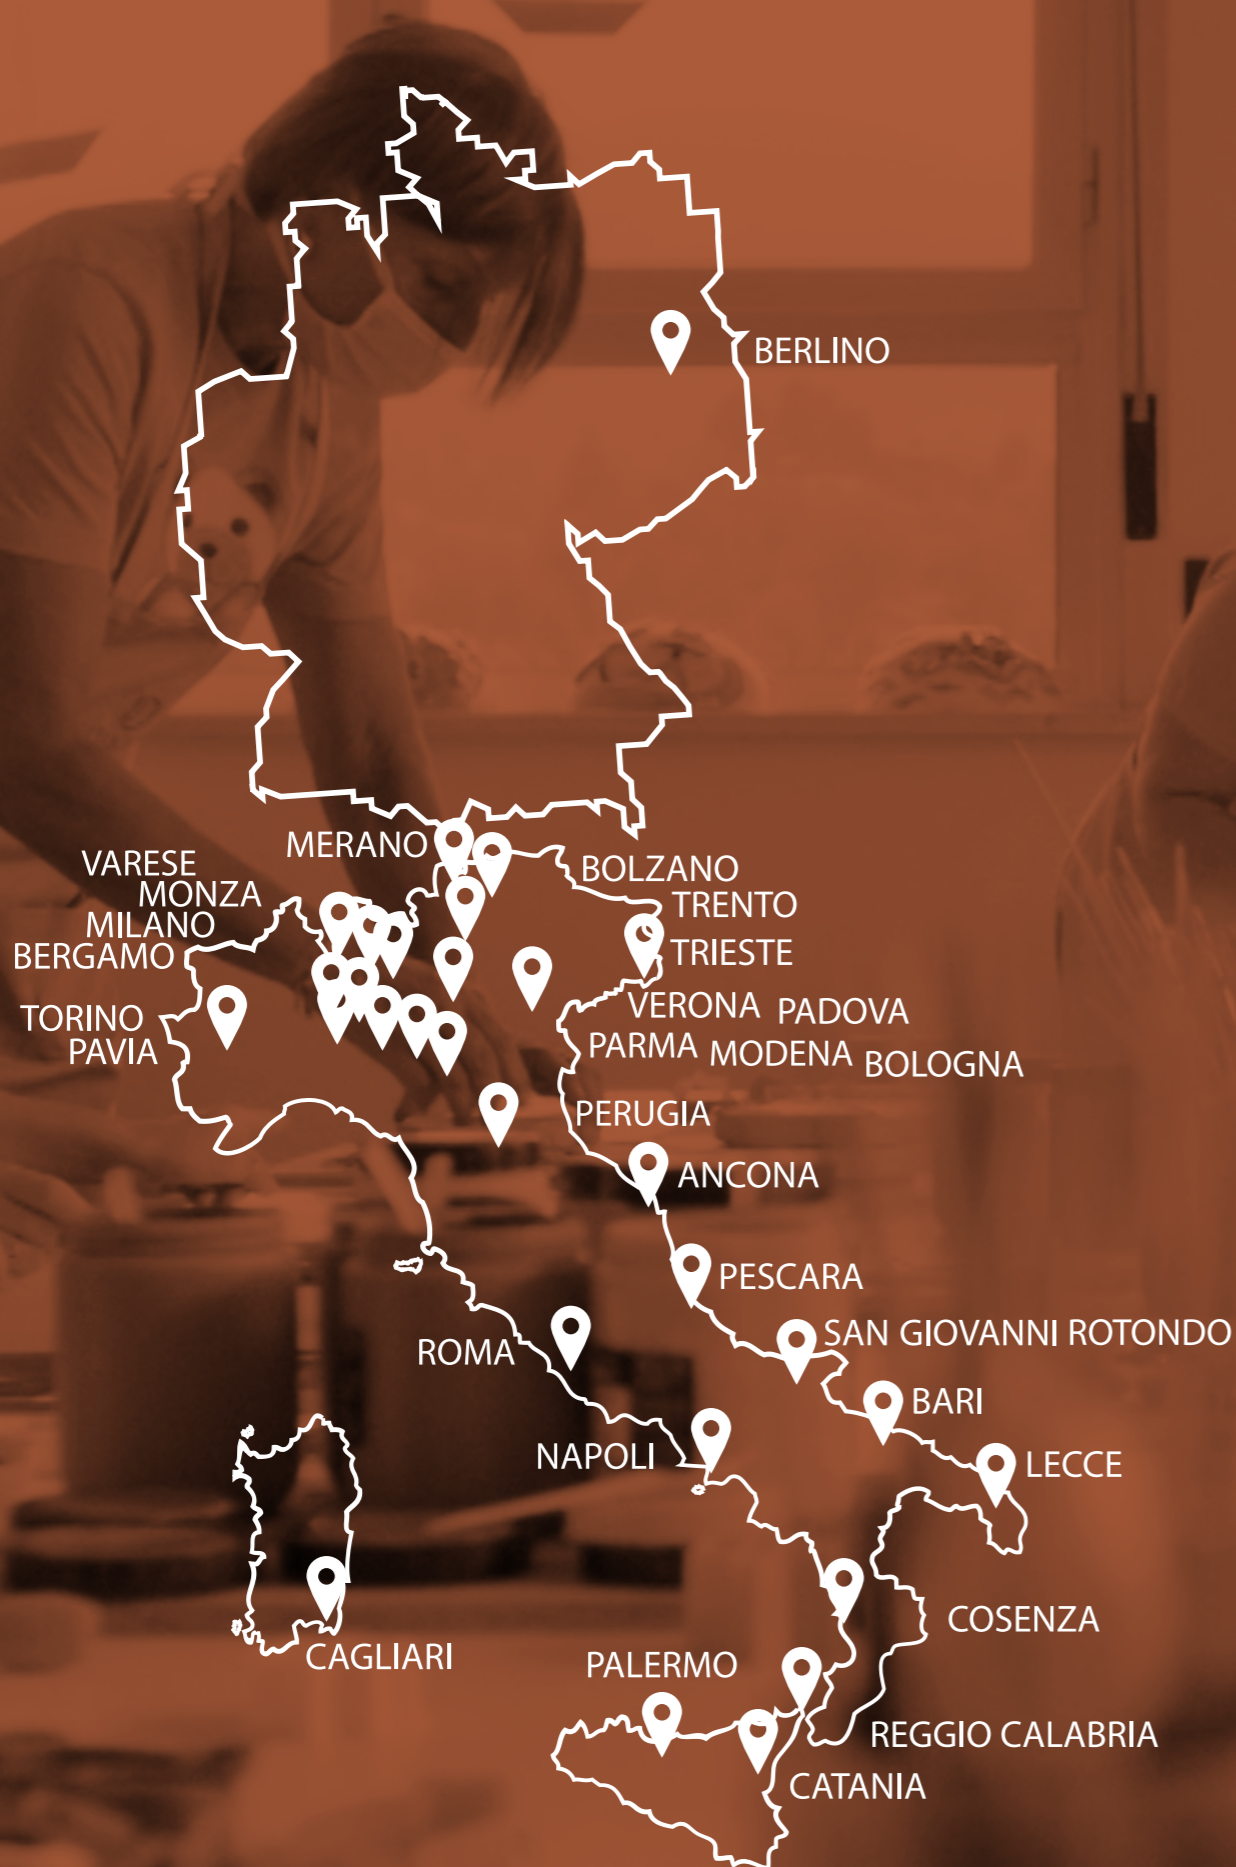 BERLINO
MERANO
BOLZANO
VARESE
MONZA
MILANO
BERGAMO
TRENTO
TRIESTE
TORINO
PAVIA
VERONA PADOVA
PARMA MODENA BOLOGNA
PERUGIA
ANCONA
PESCARA
SAN GIOVANNI ROTONDO
ROMA
BARI
NAPOLI
LECCE
COSENZA
CAGLIARI
PALERMO
REGGIO CALABRIA
CATANIA